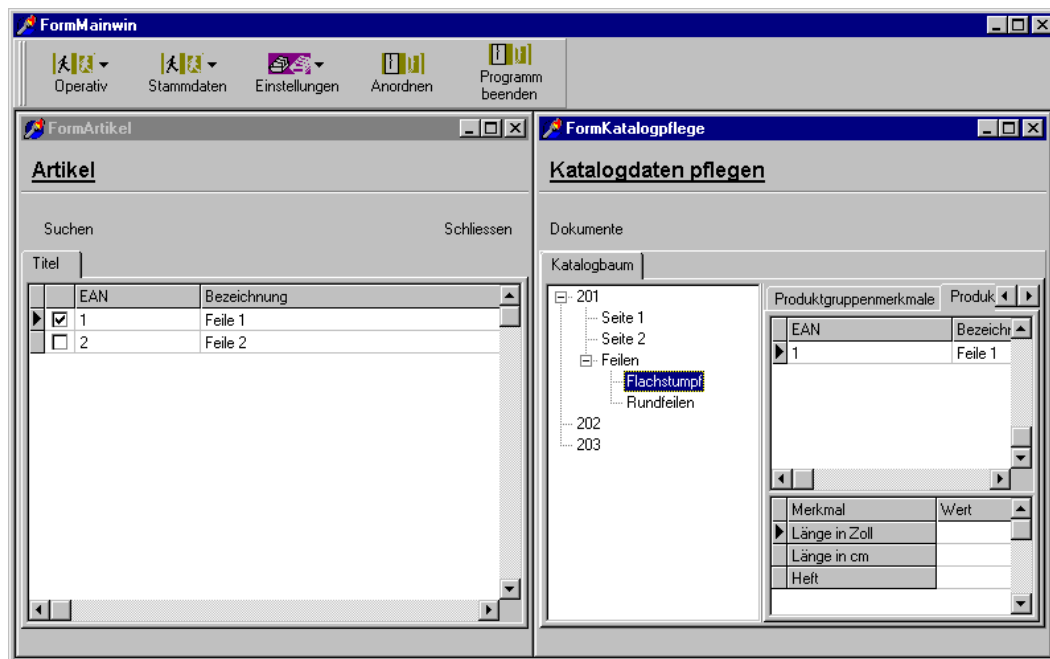 FormMainwin
Operativ Stammdaten Einstellungen Anordnen Programm beenden
FormArtikel
Artikel
Suchen Schliessen
Titel
EAN Bezeichnung
1 Feile 1
2 Feile 2
FormKatalogpflege
Katalogdaten pflegen
Dokumente
Katalogbaum
201
Seite 1
Seite 2
Feilen
Flachstumpf
Rundfeilen
202
203
Produktgruppenmerkmale Produk
EAN Bezeichn
1 Feile 1
Merkmal Wert
Länge in Zoll
Länge in cm
Heft